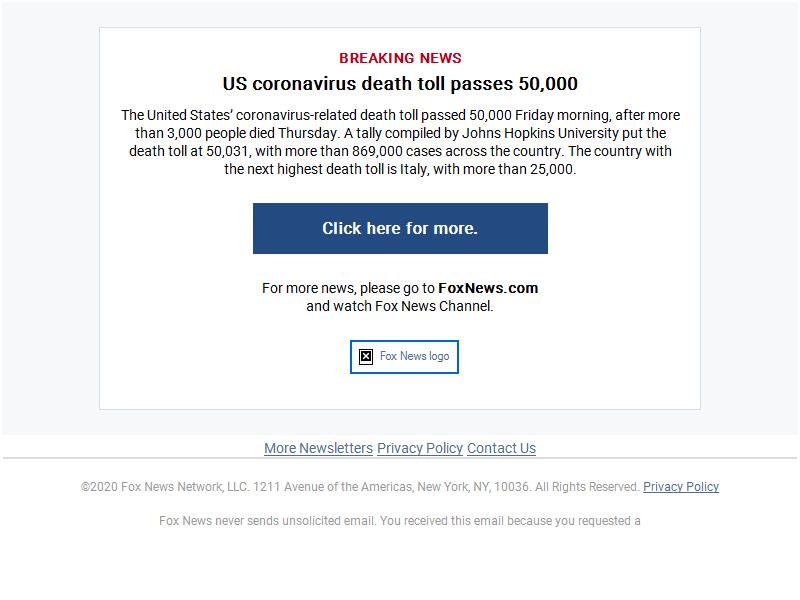 BREAKING NEWS
US coronavirus death toll passes 50,000
The United States’ coronavirus-related death toll passed 50,000 Friday morning, after more
than 3,000 people died Thursday. A tally compiled by Johns Hopkins University put the
death toll at 50,031, with more than 869,000 cases across the country. The country with
the next highest death toll is Italy, with more than 25,000.
Click here for more.
For more news, please go to FoxNews.com
and watch Fox News Channel.
Fox News logo
More Newsletters Privacy Policy Contact Us
©2020 Fox News Network, LLC. 1211 Avenue of the Americas, New York, NY, 10036. All Rights Reserved. Privacy Policy
Fox News never sends unsolicited email. You received this email because you requested a